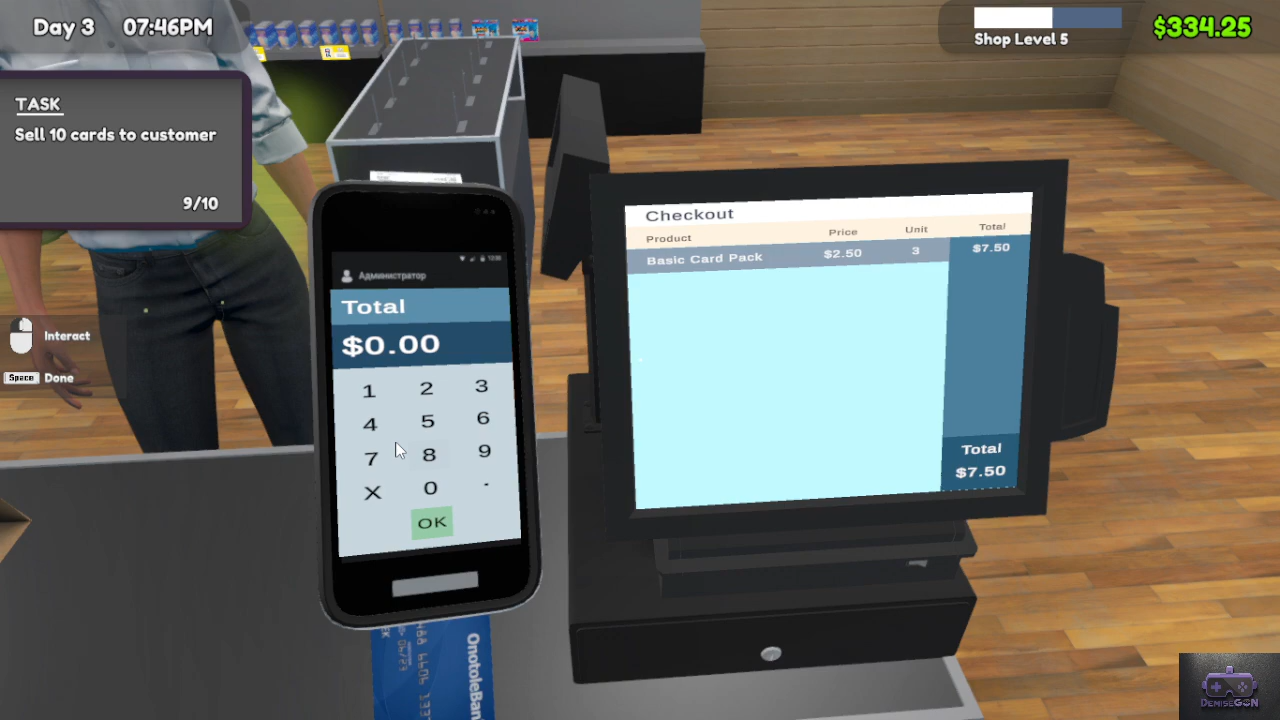 Day 3 07:46PM
Shop Level 5
$334.25
TASK
Sell 10 cards to customer
9/10
Interact
Space Done
Администратор
Total
$0.00
1 2 3
4 5 6
7 8 9
X 0 .
OK
Checkout
Product Price Unit Total
Basic Card Pack $2.50 3 $7.50
Total
$7.50
OnotoleBank
DEMISEGON